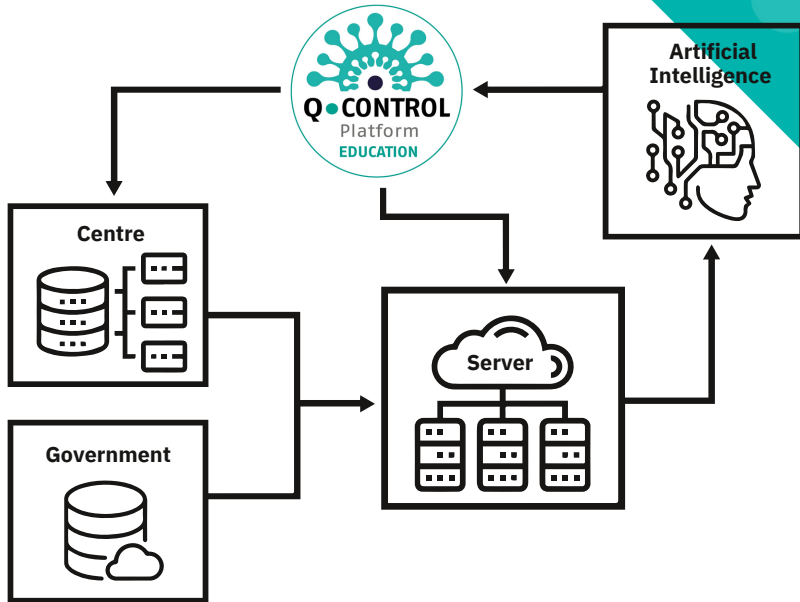 Q CONTROL
Platform
EDUCATION
Artificial
Intelligence
Centre
Server
Government